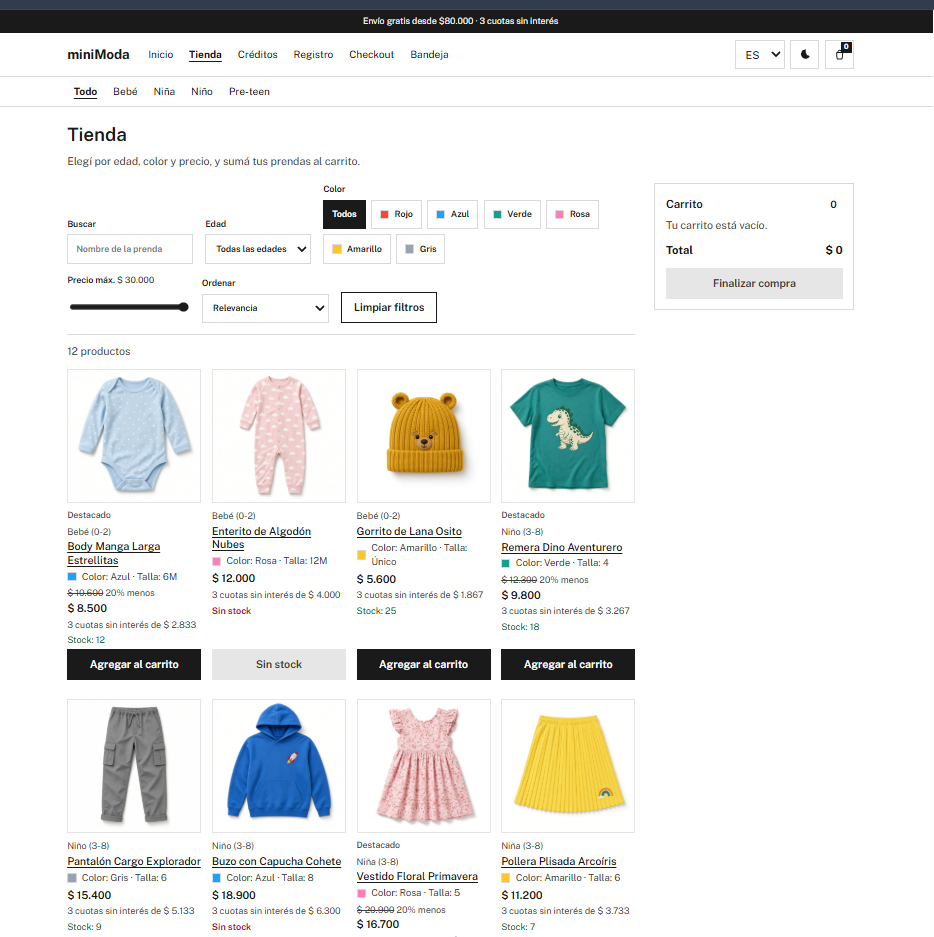 Envío gratis desde $80.000 · 3 cuotas sin interés
miniModa Inicio Tienda Créditos Registro Checkout Bandeja ES 0
Todo Bebé Niña Niño Pre-teen
Tienda
Elegí por edad, color y precio, y sumá tus prendas al carrito.
Buscar
Nombre de la prenda
Edad
Todas las edades
Color
Todos Rojo Azul Verde Rosa
Amarillo Gris
Precio máx. $ 30.000
Ordenar
Relevancia
Limpiar filtros
Carrito 0
Tu carrito está vacío.
Total $ 0
Finalizar compra
12 productos
Destacado
Bebé (0-2)
Body Manga Larga
Estrellitas
Color: Azul · Talla: 6M
$ 10.600 20% menos
$ 8.500
3 cuotas sin interés de $ 2.833
Stock: 12
Agregar al carrito
Bebé (0-2)
Enterito de Algodón
Nubes
Color: Rosa · Talla: 12M
$ 12.000
3 cuotas sin interés de $ 4.000
Sin stock
Sin stock
Bebé (0-2)
Gorrito de Lana Osito
Color: Amarillo · Talla:
Único
$ 5.600
3 cuotas sin interés de $ 1.867
Stock: 25
Agregar al carrito
Destacado
Niño (3-8)
Remera Dino Aventurero
Color: Verde · Talla: 4
$ 12.300 20% menos
$ 9.800
3 cuotas sin interés de $ 3.267
Stock: 18
Agregar al carrito
Niño (3-8)
Pantalón Cargo Explorador
Color: Gris · Talla: 6
$ 15.400
3 cuotas sin interés de $ 5.133
Stock: 9
Niño (3-8)
Buzo con Capucha Cohete
Color: Azul · Talla: 8
$ 18.900
3 cuotas sin interés de $ 6.300
Sin stock
Destacado
Niña (3-8)
Vestido Floral Primavera
Color: Rosa · Talla: 5
$ 20.900 20% menos
$ 16.700
Niña (3-8)
Pollera Plisada Arcoíris
Color: Amarillo · Talla: 6
$ 11.200
3 cuotas sin interés de $ 3.733
Stock: 7